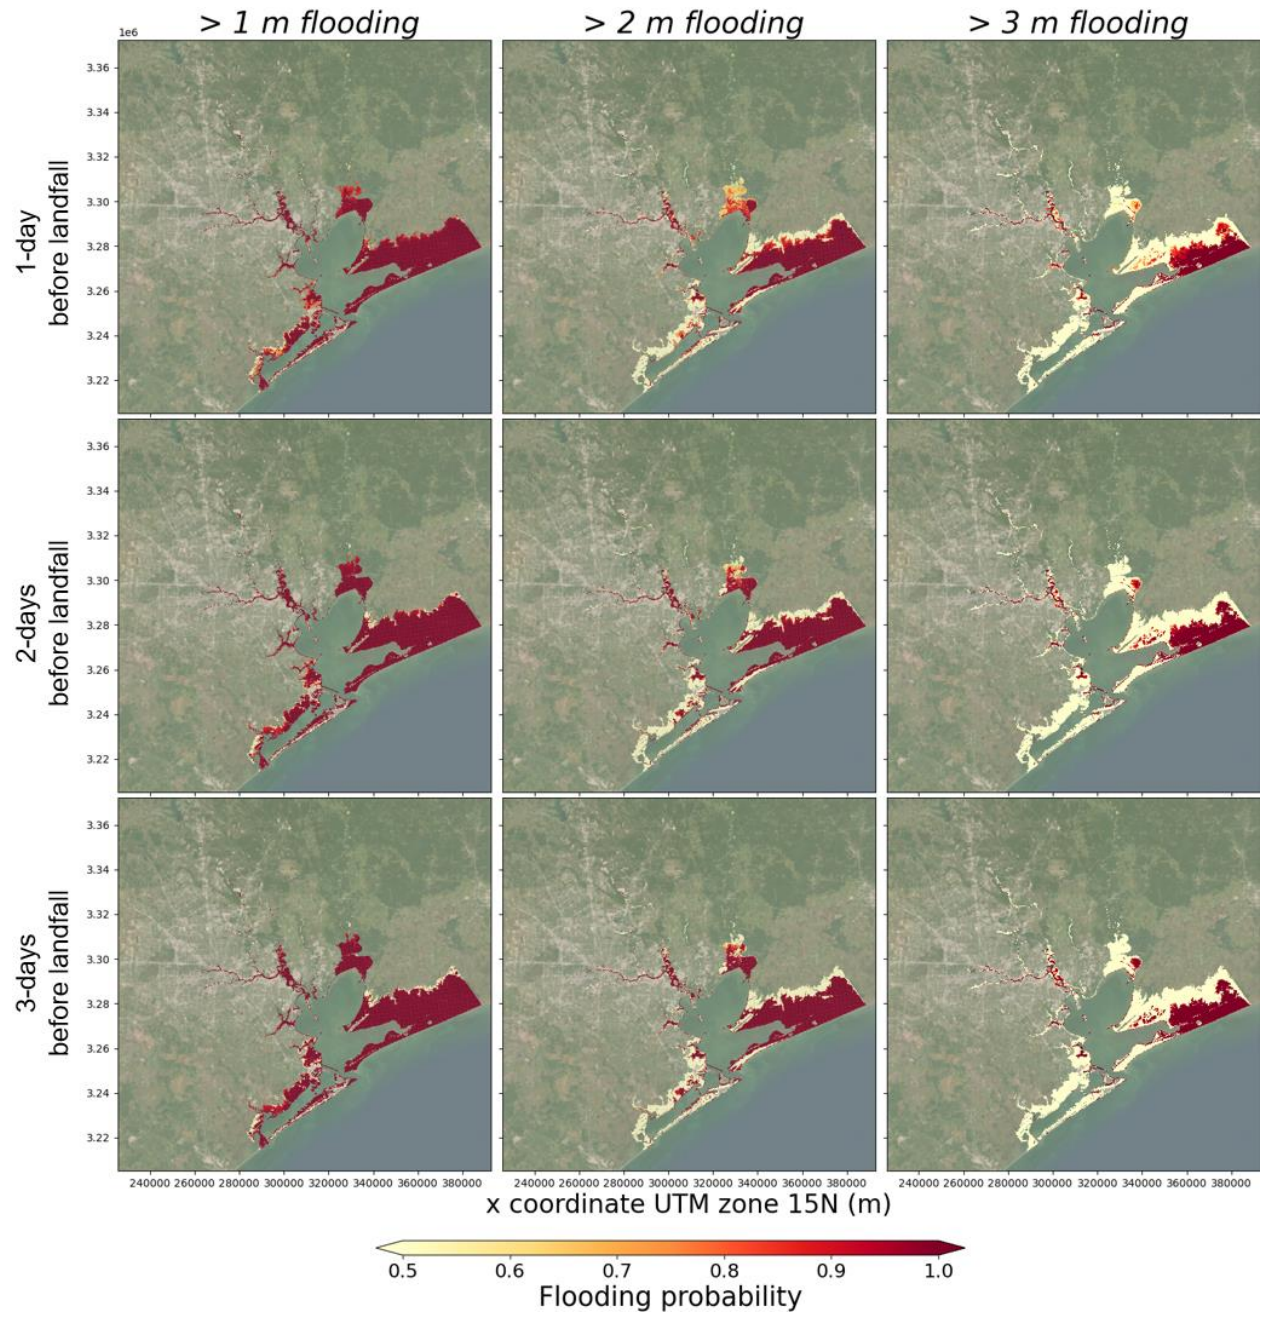 > 1 m flooding > 2 m flooding > 3 m flooding
1e6
1-day
before landfall
3.36
3.34
3.32
3.30
3.28
3.26
3.24
3.22
2-days
before landfall
3.36
3.34
3.32
3.30
3.28
3.26
3.24
3.22
3-days
before landfall
3.36
3.34
3.32
3.30
3.28
3.26
3.24
3.22
240000 260000 280000 300000 320000 340000 360000 380000 240000 260000 280000 300000 320000 340000 360000 380000 240000 260000 280000 300000 320000 340000 360000 380000
x coordinate UTM zone 15N (m)
0.5 0.6 0.7 0.8 0.9 1.0
Flooding probability